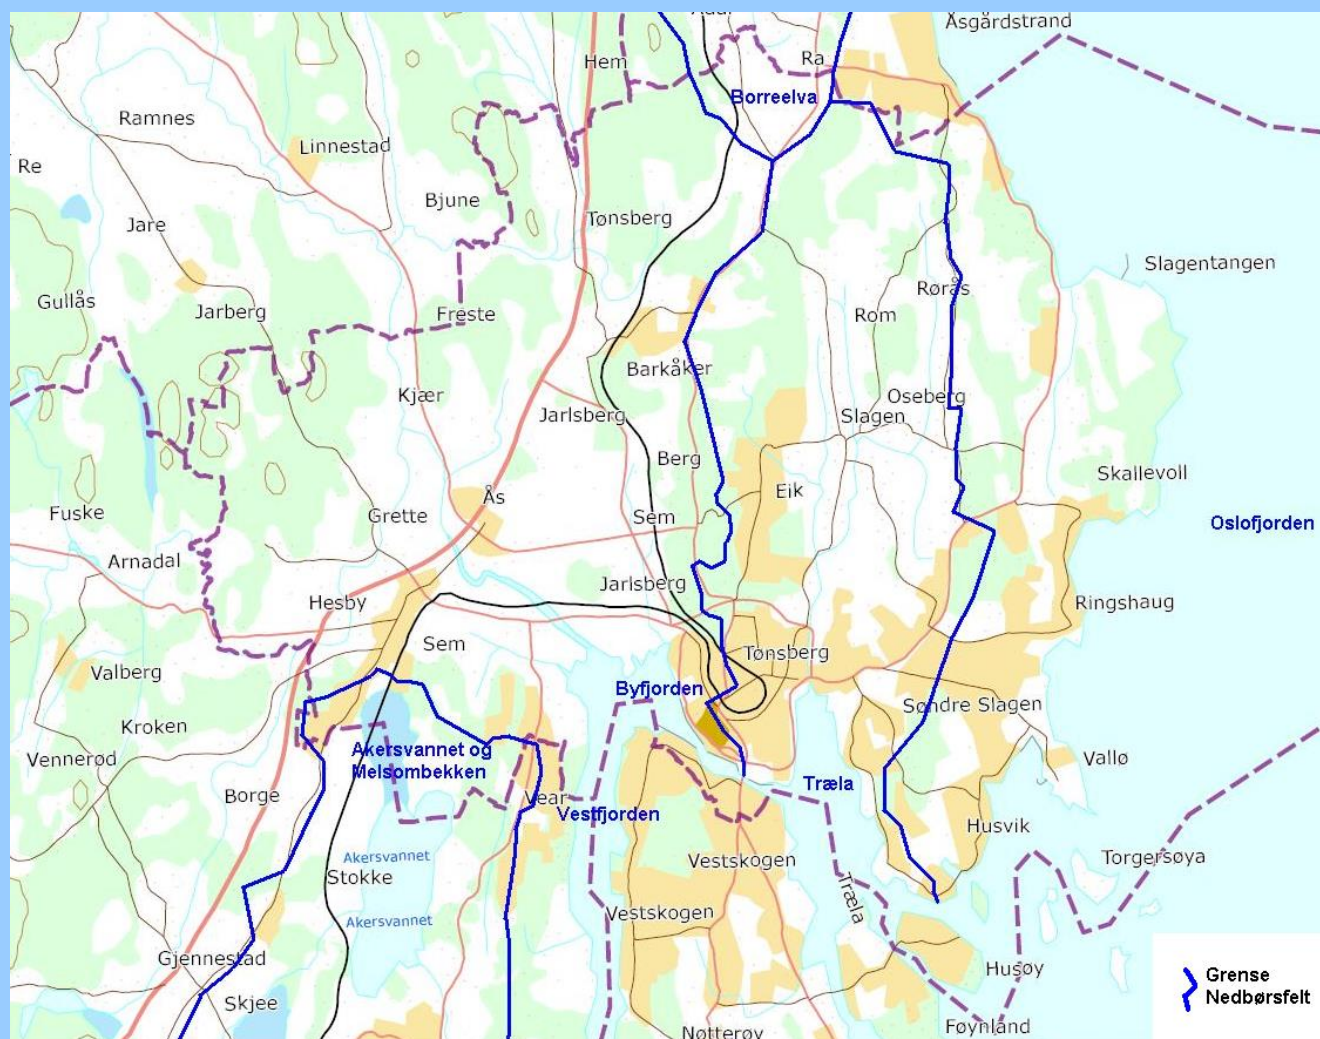 Åsgårdstrand
Ra
Hem
Borreelva
Ramnes
Linnestad
Re
Bjune
Tønsberg
Jare
Slagentangen
Rørås
Gullås
Jarberg
Freste
Rom
Barkåker
Kjær
Oseberg
Jarlsberg
Slagen
Berg
Skallevoll
Eik
Ås
Fuske
Grette
Sem
Oslofjorden
Arnadal
Jarlsberg
Hesby
Ringshaug
Sem
Tønsberg
Valberg
Byfjorden
Søndre Slagen
Kroken
Akersvannet og
Melsombekken
Vennerød
Vallø
Træla
Borge
Vear
Vestfjorden
Husvik
Akersvannet
Vestskogen
Torgersøya
Stokke
Træla
Akersvannet
Vestskogen
Gjennestad
Husøy
Skjee
Grense
Nedbørsfelt
Føynland
Nøtterøy